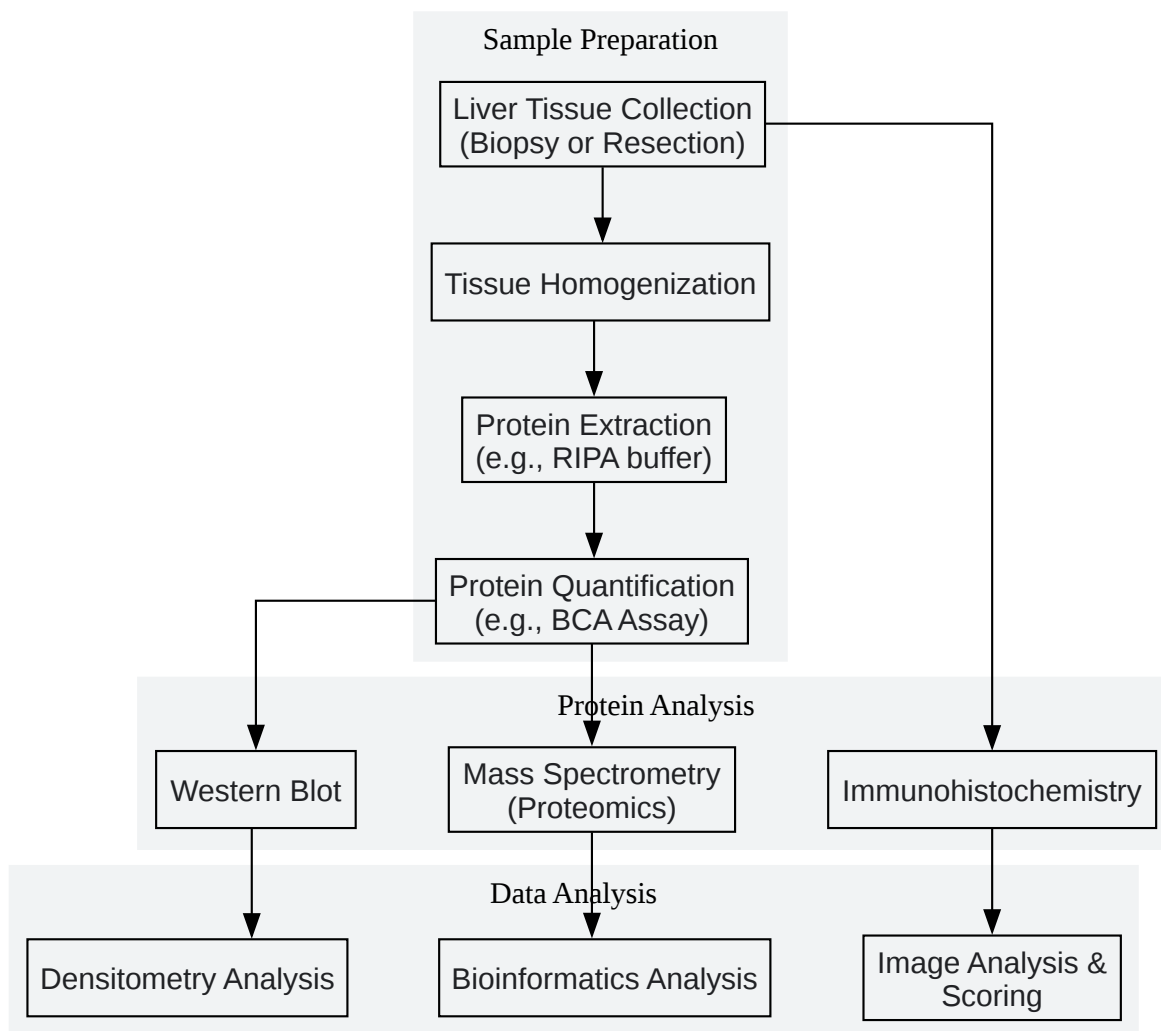 Sample Preparation
Liver Tissue Collection
(Biopsy or Resection)
Tissue Homogenization
Protein Extraction
(e.g., RIPA buffer)
Protein Quantification
(e.g., BCA Assay)
Protein Analysis
Western Blot
Mass Spectrometry
(Proteomics)
Immunohistochemistry
Data Analysis
Densitometry Analysis
Bioinformatics Analysis
Image Analysis &
Scoring